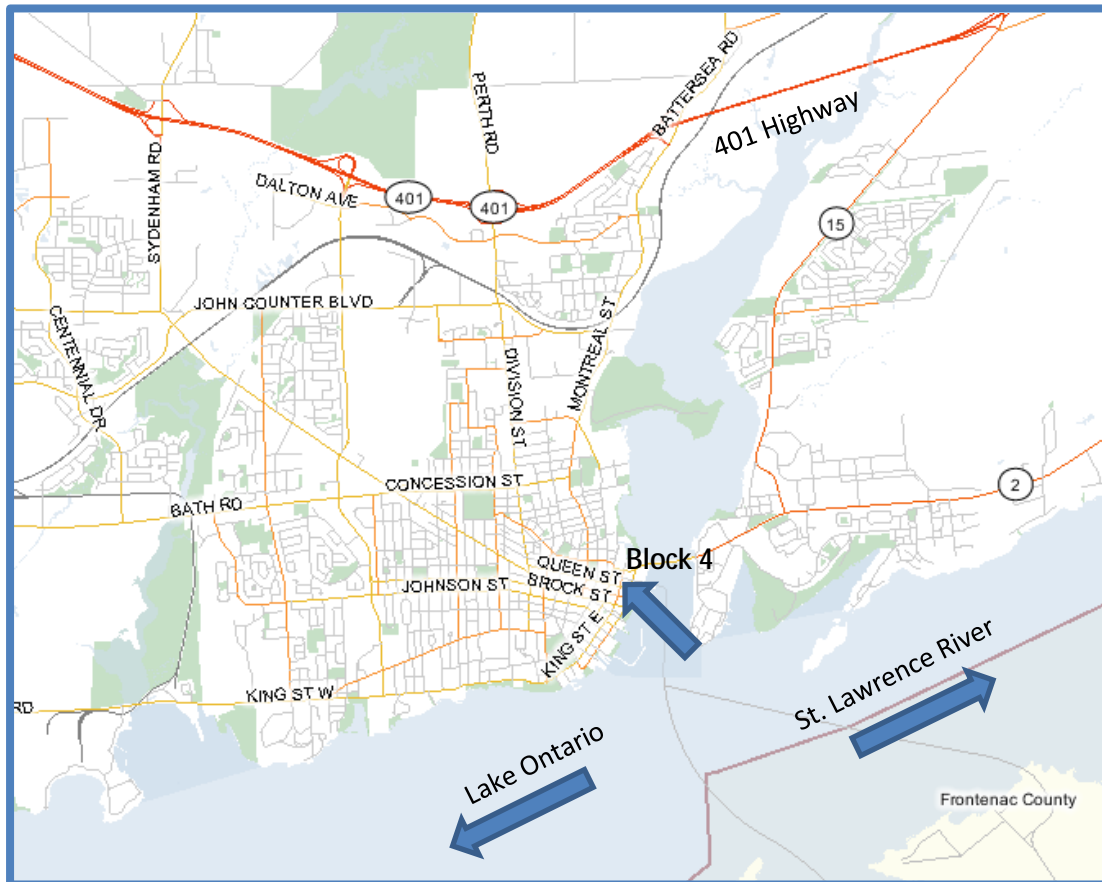 BATTERSEA RD
PERTH RD
401 Highway
SYDENHAM RD
DALTON AVE
401
401
15
JOHN COUNTER BLVD
CENTENNIAL DR
DIVISION ST
MONTREAL ST
CONCESSION ST
2
BATH RD
Block 4
QUEEN ST
BROCK ST
JOHNSON ST
KING ST E
KING ST W
RD
St. Lawrence River
Lake Ontario
Frontenac County